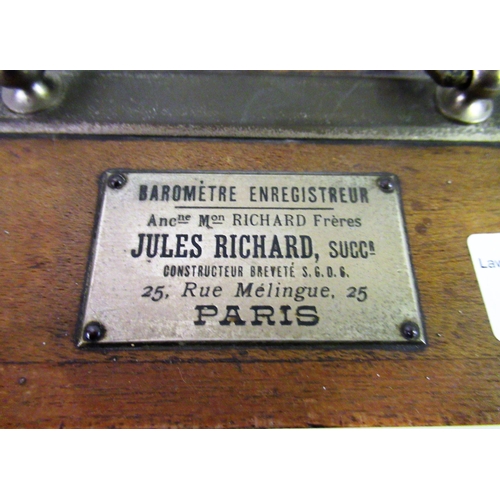 BAROMÈTRE ENREGISTREUR
Ancne Mon RICHARD Frères
JULES RICHARD, SUCCR
CONSTRUCTEUR BREVETÉ S.G.D.G.
25, Rue Mélingue, 25
PARIS